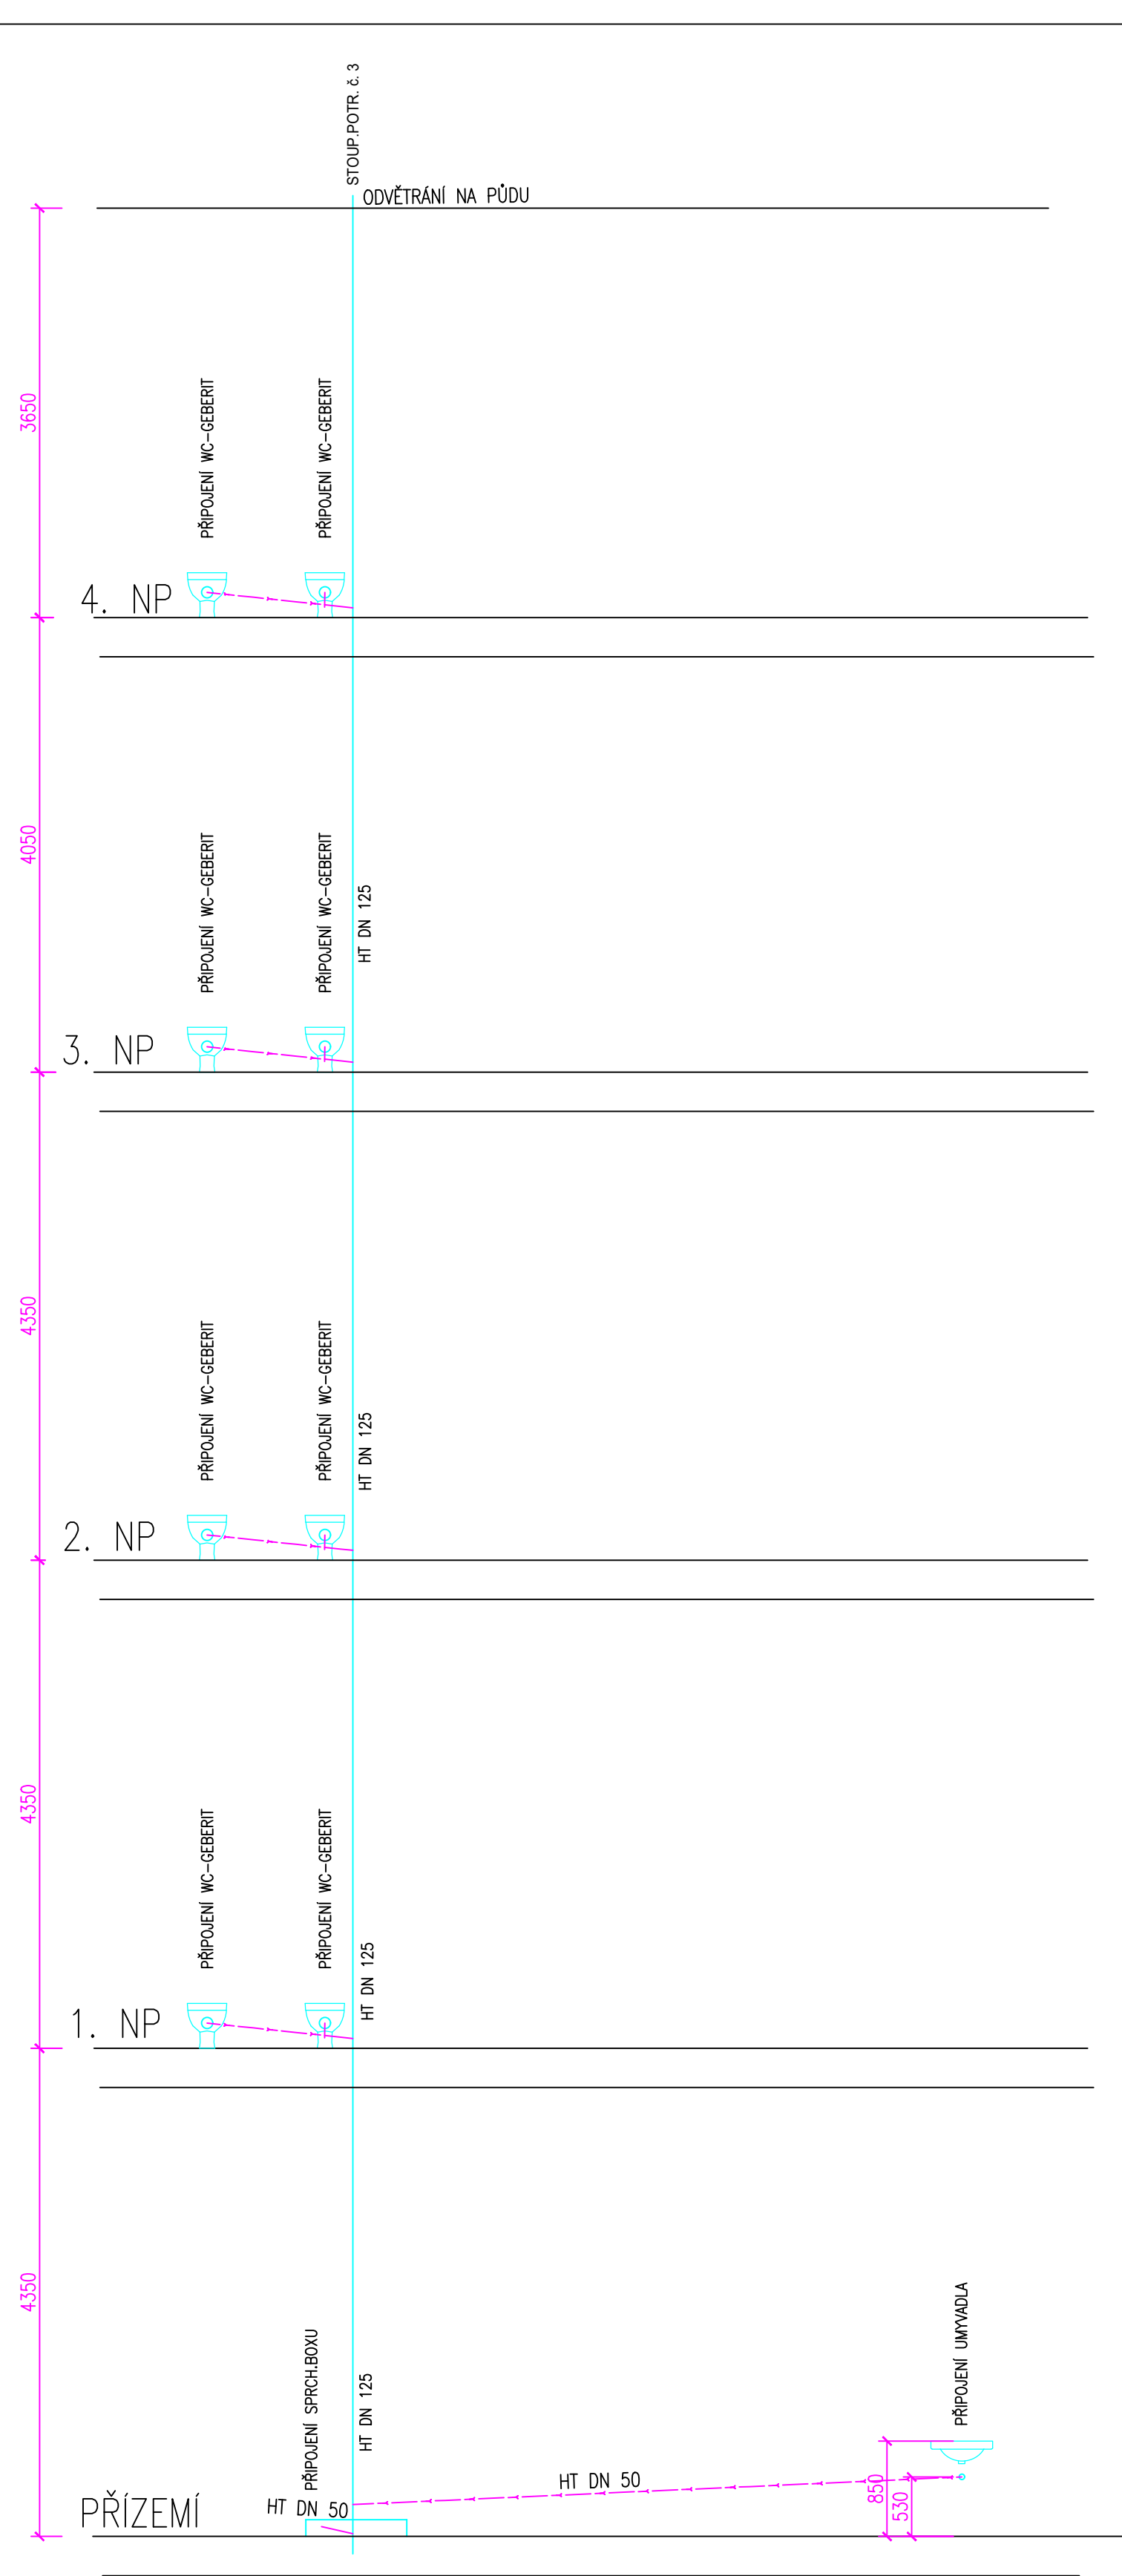 STOUP.POTR. č. 3
ODVĚTRÁNÍ NA PŮDU
3650
PŘIPOJENÍ WC-GEBERIT
PŘIPOJENÍ WC-GEBERIT
4. NP
4050
PŘIPOJENÍ WC-GEBERIT
PŘIPOJENÍ WC-GEBERIT
HT DN 125
3. NP
4350
PŘIPOJENÍ WC-GEBERIT
PŘIPOJENÍ WC-GEBERIT
HT DN 125
2. NP
4350
PŘIPOJENÍ WC-GEBERIT
PŘIPOJENÍ WC-GEBERIT
HT DN 125
1. NP
4350
PŘIPOJENÍ SPRCH.BOXU
HT DN 125
PŘIPOJENÍ UMYVADLA
HT DN 50
850
530
PŘÍZEMÍ
HT DN 50